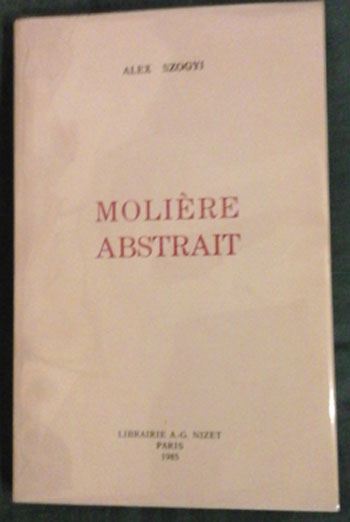 ALEX SZOGYI
MOLIÈRE
ABSTRAIT
LIBRAIRIE A.-G. NIZET
PARIS
1985